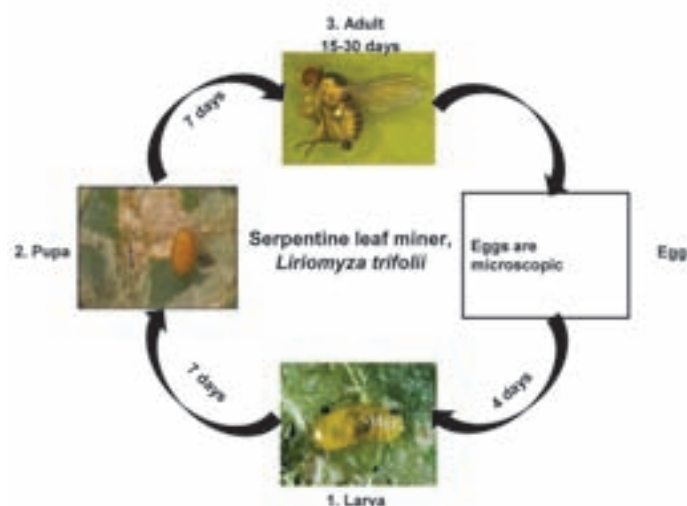 3. Adult
15-30 days
7 days
2. Pupa
Serpentine leaf miner,
Liriomyza trifolii
Eggs are
microscopic
Egg
7 days
4 days
1. Larva